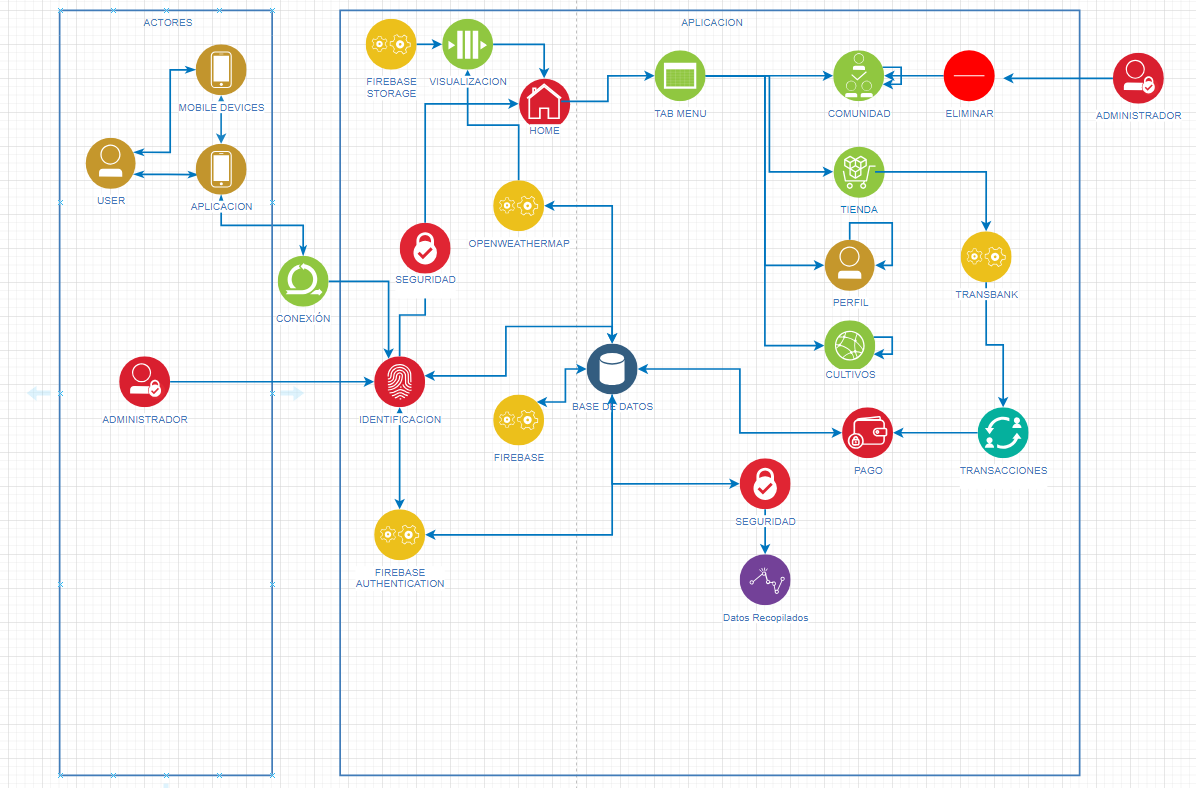 ACTORES
MOBILE DEVICES
USER
APLICACION
CONEXIÓN
ADMINISTRADOR
APLICACION
FIREBASE
STORAGE
VISUALIZACION
HOME
TAB MENU
COMUNIDAD
ELIMINAR
ADMINISTRADOR
TIENDA
OPENWEATHERMAP
SEGURIDAD
PERFIL
TRANSBANK
CULTIVOS
BASE DE DATOS
IDENTIFICACION
FIREBASE
PAGO
TRANSACCIONES
SEGURIDAD
FIREBASE
AUTHENTICATION
Datos Recopilados